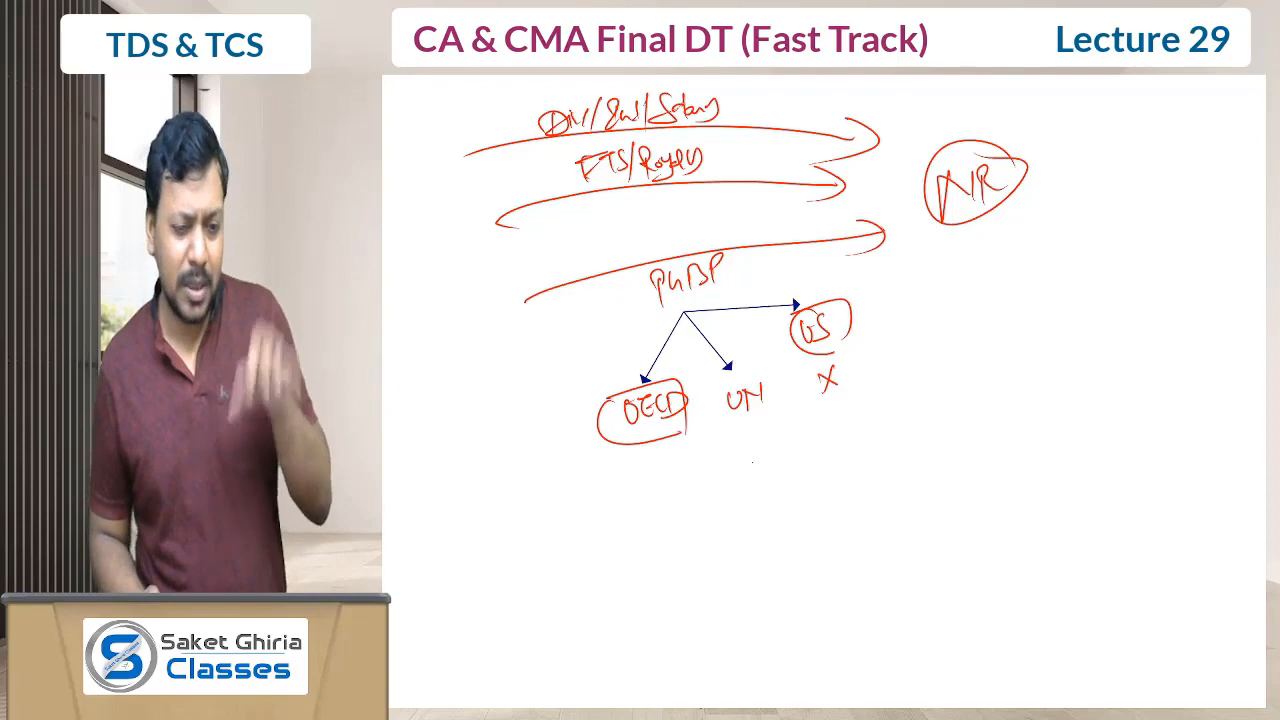 TDS & TCS
CA & CMA Final DT (Fast Track)
Lecture 29
Div/Int/Salary
FTS/Royalty
NR
PGBP
US
X
OECD
UN
Saket Ghiria
Classes